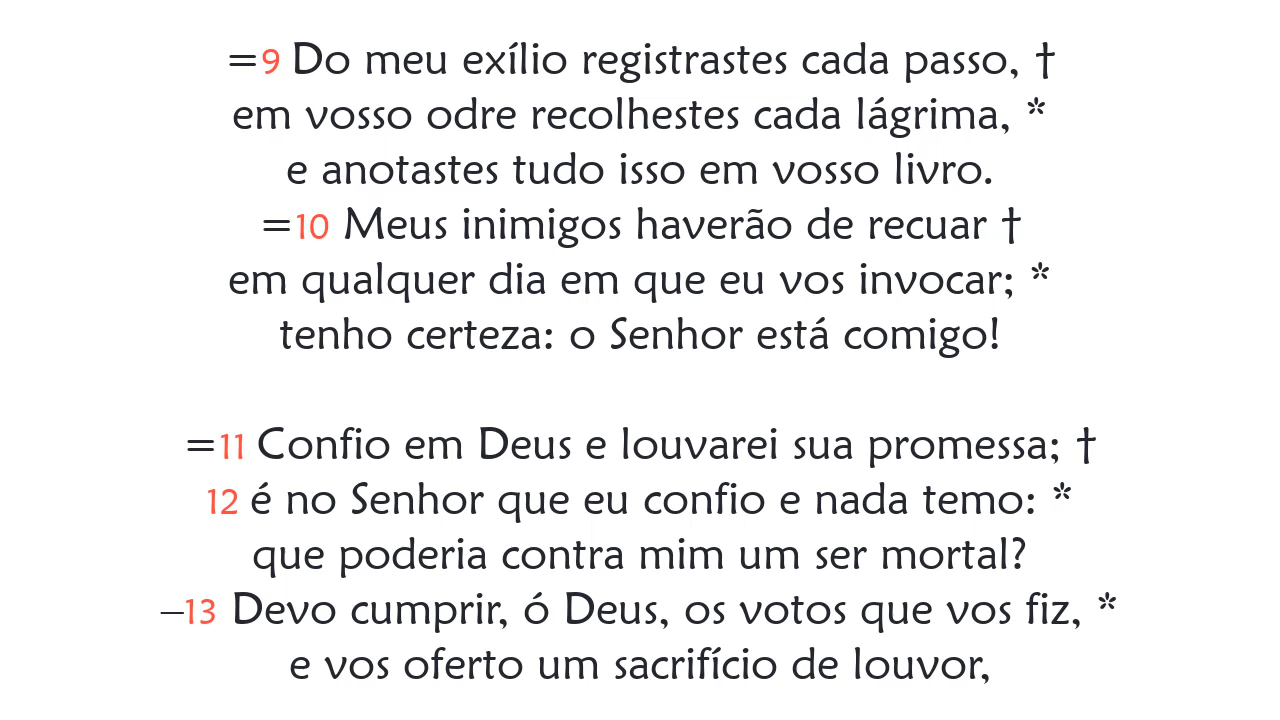 =9 Do meu exílio registrastes cada passo, †
em vosso odre recolhestes cada lágrima, *
e anotastes tudo isso em vosso livro.
=10 Meus inimigos haverão de recuar †
em qualquer dia em que eu vos invocar; *
tenho certeza: o Senhor está comigo!
=11 Confio em Deus e louvarei sua promessa; †
12 é no Senhor que eu confio e nada temo: *
que poderia contra mim um ser mortal?
–13 Devo cumprir, ó Deus, os votos que vos fiz, *
e vos oferto um sacrifício de louvor,